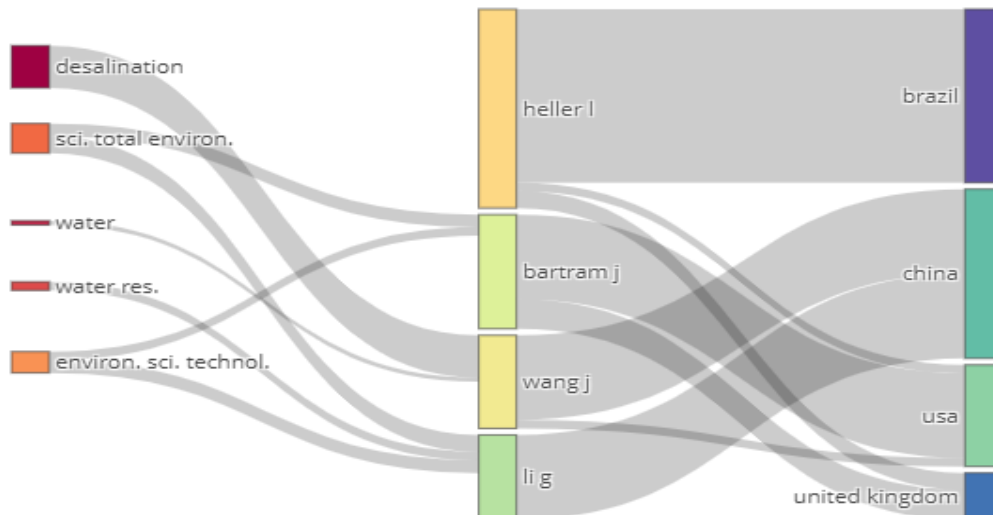 desalination
sci. total environ.
water
water res.
environ. sci. technol.
heller l
bartram j
wang j
li g
brazil
china
usa
united kingdom